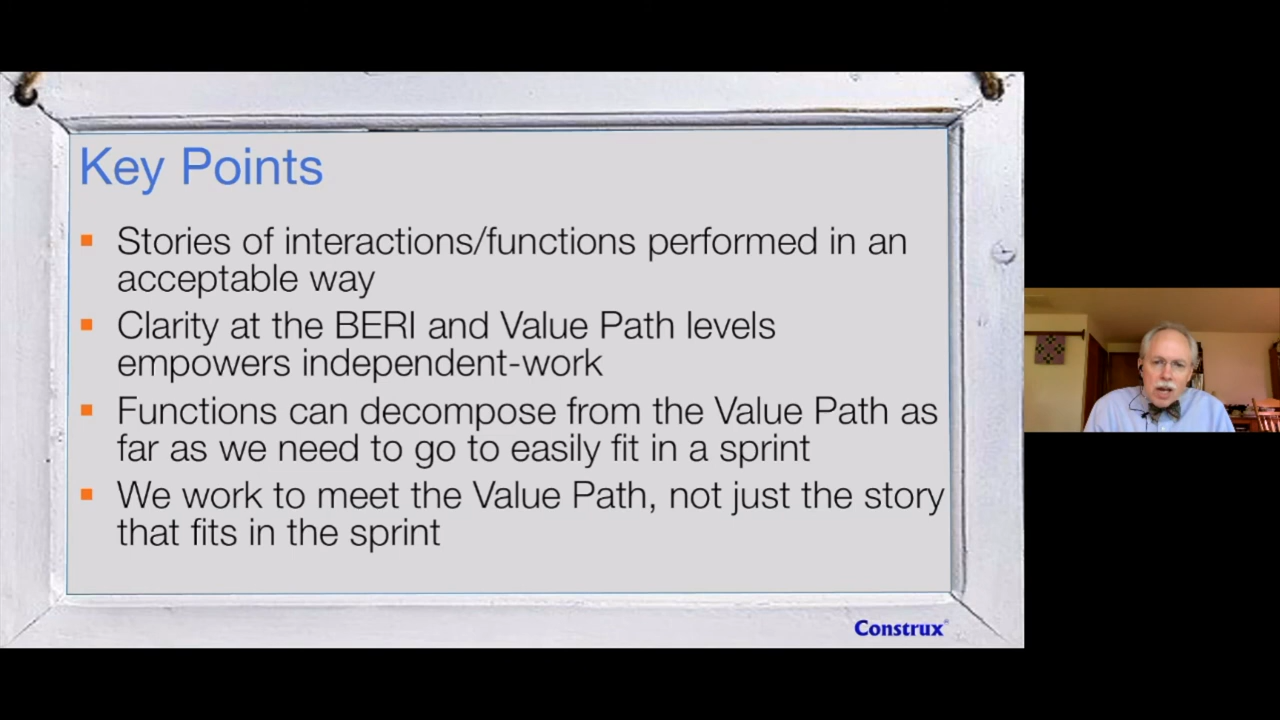 Key Points
Stories of interactions/functions performed in an
acceptable way
Clarity at the BERI and Value Path levels
empowers independent-work
Functions can decompose from the Value Path as
far as we need to go to easily fit in a sprint
We work to meet the Value Path, not just the story
that fits in the sprint
Construx